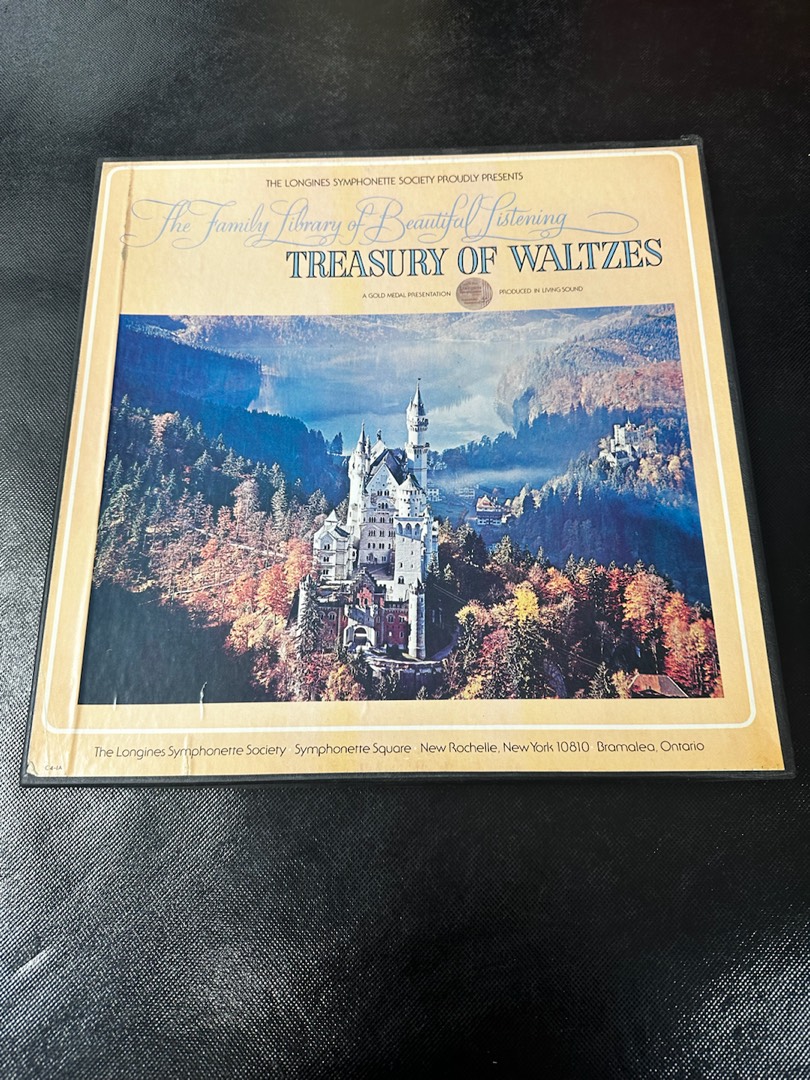 THE LONGINES SYMPHONETTE SOCIETY PROUDLY PRESENTS
The Family Library of Beautiful Listening
TREASURY OF WALTZES
A GOLD MEDAL PRESENTATION PRODUCED IN LIVING SOUND
The Longines Symphonette Society Symphonette Square New Rochelle, New York 10810 Bramalea, Ontario